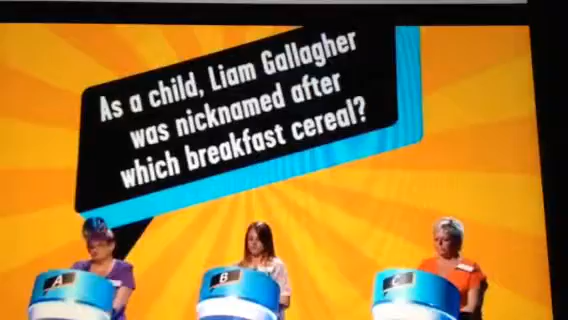 As a child, Liam Gallagher
was nicknamed after
which breakfast cereal?
A
B
C